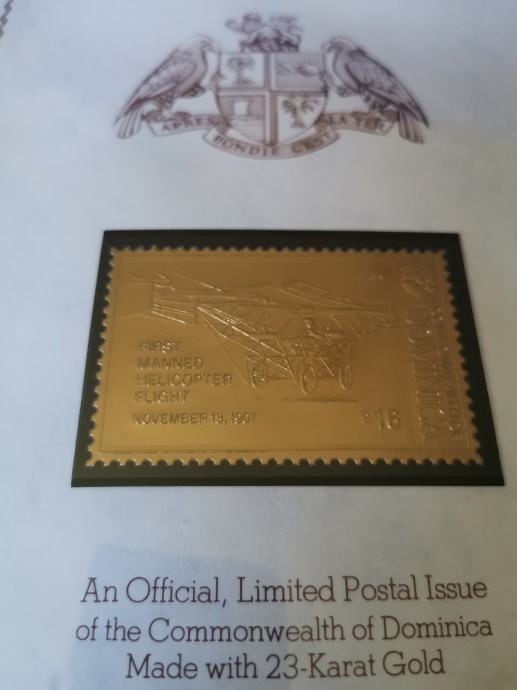 APRES BONDIE C'EST LA TER
FIRST
MANNED
HELICOPTER
FLIGHT
NOVEMBER 13, 1907
$16
DOMINICA
An Official, Limited Postal Issue
of the Commonwealth of Dominica
Made with 23-Karat Gold